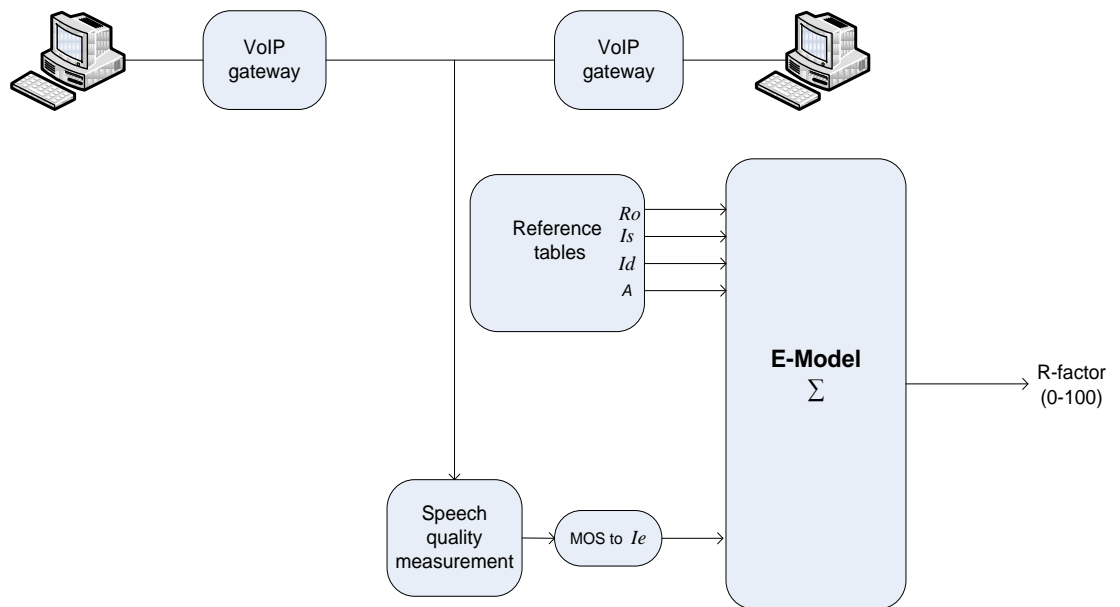 VoIP
gateway
VoIP
gateway
Reference
tables
Ro
Is
Id
A
E-Model
∑
R-factor
(0-100)
Speech
quality
measurement
MOS to Ie